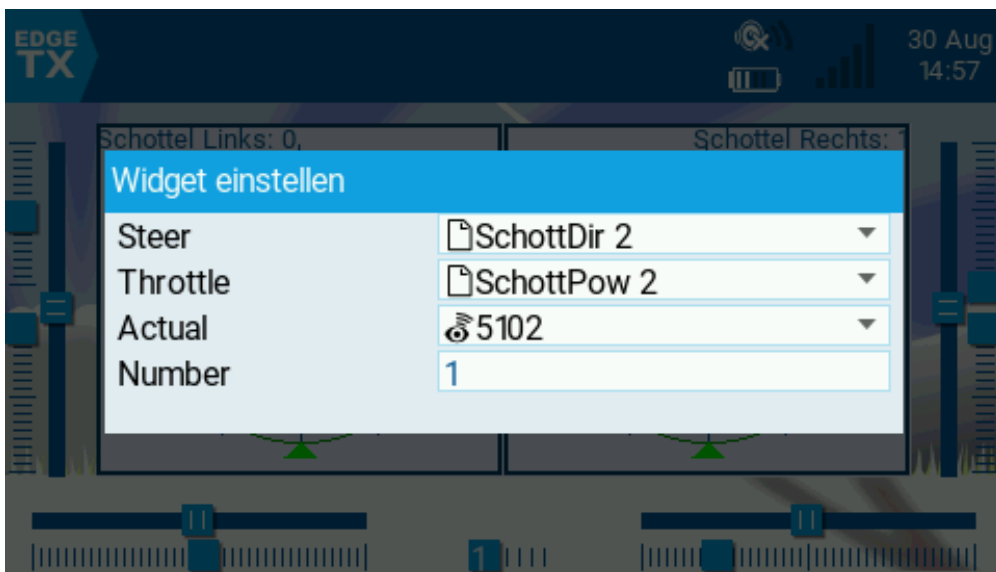 EDGE
TX
30 Aug
14:57
Schottel Links: 0,
Schottel Rechts: 1
Widget einstellen
Steer SchottDir 2
Throttle SchottPow 2
Actual 5102
Number 1
1